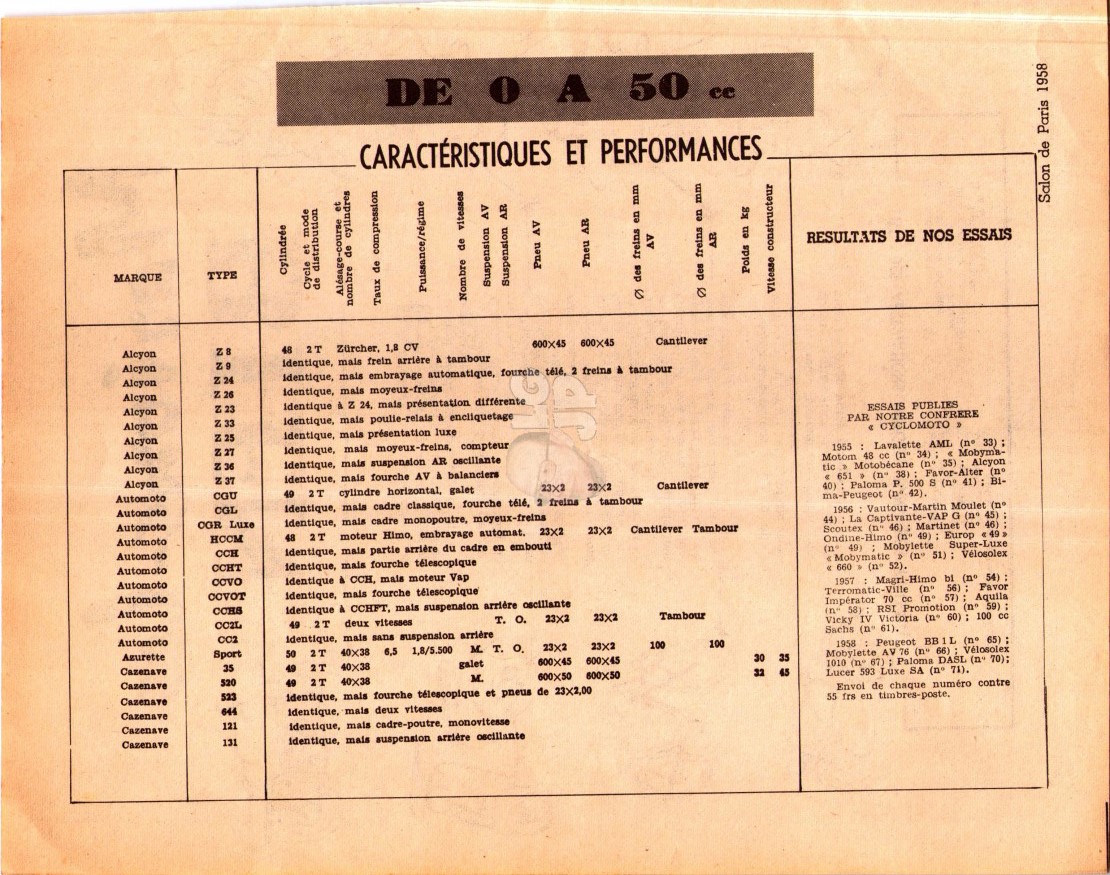 DE 0 A 50 cc
Salon de Paris 1958
CARACTÉRISTIQUES ET PERFORMANCES
MARQUE
TYPE
Cylindrée
Cycle et mode
de distribution
Alésage-course et
nombre de cylindres
Taux de compression
Puissance/régime
Nombre de vitesses
Suspension AV
Suspension AR
Pneu AV
Pneu AR
Ø des freins en mm
AV
Ø des freins en mm
AR
Poids en kg
Vitesse constructeur
RESULTATS DE NOS ESSAIS
Alcyon Z 8 48 2 T Zürcher, 1,8 CV 600×45 600×45 Cantilever
Alcyon Z 9 identique, mais frein arrière à tambour
Alcyon Z 24 identique, mais embrayage automatique, fourche télé, 2 freins à tambour
Alcyon Z 26 identique, mais moyeux-freins
Alcyon Z 23 identique à Z 24, mais présentation différente
Alcyon Z 33 identique, mais poulie-relais à encliquetage
Alcyon Z 25 identique, mais présentation luxe
Alcyon Z 27 identique, mais moyeux-freins, compteur
Alcyon Z 36 identique, mais suspension AR oscillante
Alcyon Z 37 identique, mais fourche AV à balanciers
Automoto CGU 49 2 T cylindre horizontal, galet 23×2 23×2 Cantilever
Automoto CGL identique, mais cadre classique, fourche télé, 2 freins à tambour
Automoto CGR Luxe identique, mais cadre monopoutre, moyeux-freins
Automoto HCCM 48 2 T moteur Himo, embrayage automat. 23×2 23×2 Cantilever Tambour
Automoto CCH identique, mais partie arrière du cadre en embouti
Automoto CCHT identique, mais fourche télescopique
Automoto CCVO identique à CCH, mais moteur Vap
Automoto CCVOT identique, mais fourche télescopique
Automoto CCHS identique à CCHFT, mais suspension arrière oscillante
Automoto CC2L 49 2 T deux vitesses T. O. 23×2 23×2 Tambour
Automoto CC2 identique, mais sans suspension arrière
Azurette Sport 50 2 T 40×38 6,5 1,8/5.500 M. T. O. 23×2 23×2 100 100
Cazenave 35 49 2 T 40×38 galet 600×45 600×45 30 35
Cazenave 520 49 2 T 40×38 M. 600×50 600×50 32 45
Cazenave 523 identique, mais fourche télescopique et pneus de 23×2,00
Cazenave 644 identique, mais deux vitesses
Cazenave 121 identique, mais cadre-poutre, monovitesse
Cazenave 131 identique, mais suspension arrière oscillante
ESSAIS PUBLIES
PAR NOTRE CONFRERE
« CYCLOMOTO »
1955 : Lavalette AML (n° 33) ;
Motom 48 cc (n° 34) ; « Mobyma-
tic » Motobécane (n° 35) ; Alcyon
« 651 » (n° 38) ; Favor-Alter (n°
40) ; Paloma P. 500 S (n° 41) ; Bi-
ma-Peugeot (n° 42).
1956 : Vautour-Martin Moulet (n°
44) ; La Captivante-VAP G (n° 45) ;
Scoutex (n° 46) ; Martinet (n° 46) ;
Ondine-Himo (n° 49) ; Europ « 49 »
(n° 49) ; Mobylette Super-Luxe
« Mobymatic » (n° 51) ; Vélosolex
« 660 » (n° 52).
1957 : Magri-Himo bi (n° 54) ;
Terromatic-Ville (n° 56) ; Favor
Impérator 70 cc (n° 57) ; Aquila
(n° 58) ; RSI Promotion (n° 59) ;
Vicky IV Victoria (n° 60) ; 100 cc
Sachs (n° 61).
1958 : Peugeot BB 1 L (n° 65) ;
Mobylette AV 76 (n° 66) ; Vélosolex
1010 (n° 67) ; Paloma DASL (n° 70);
Lucer 593 Luxe SA (n° 71).
Envoi de chaque numéro contre
55 frs en timbres-poste.